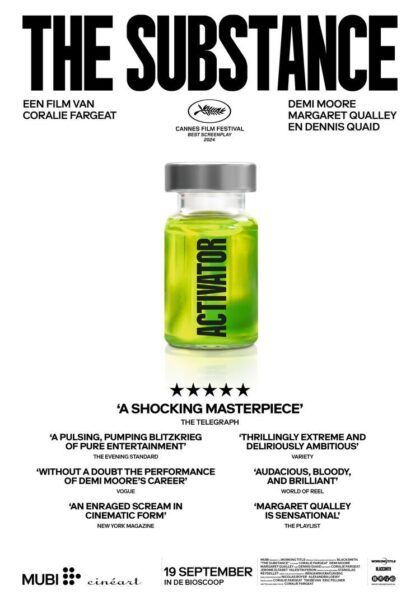 THE SUBSTANCE
EEN FILM VAN
CORALIE FARGEAT
CANNES FILM FESTIVAL
BEST SCREENPLAY
2024
DEMI MOORE
MARGARET QUALLEY
EN DENNIS QUAID
ACTIVATOR
★★★★★
‘A SHOCKING MASTERPIECE’
THE TELEGRAPH
‘A PULSING, PUMPING BLITZKRIEG
OF PURE ENTERTAINMENT’
THE EVENING STANDARD
‘THRILLINGLY EXTREME AND
DELIRIOUSLY AMBITIOUS’
VARIETY
‘WITHOUT A DOUBT THE PERFORMANCE
OF DEMI MOORE’S CAREER’
VOGUE
‘AUDACIOUS, BLOODY,
AND BRILLIANT’
WORLD OF REEL
‘AN ENRAGED SCREAM IN
CINEMATIC FORM’
NEW YORK MAGAZINE
‘MARGARET QUALLEY
IS SENSATIONAL’
THE PLAYLIST
MUBI
cinéart
19 SEPTEMBER
IN DE BIOSCOOP
WORKING TITLE